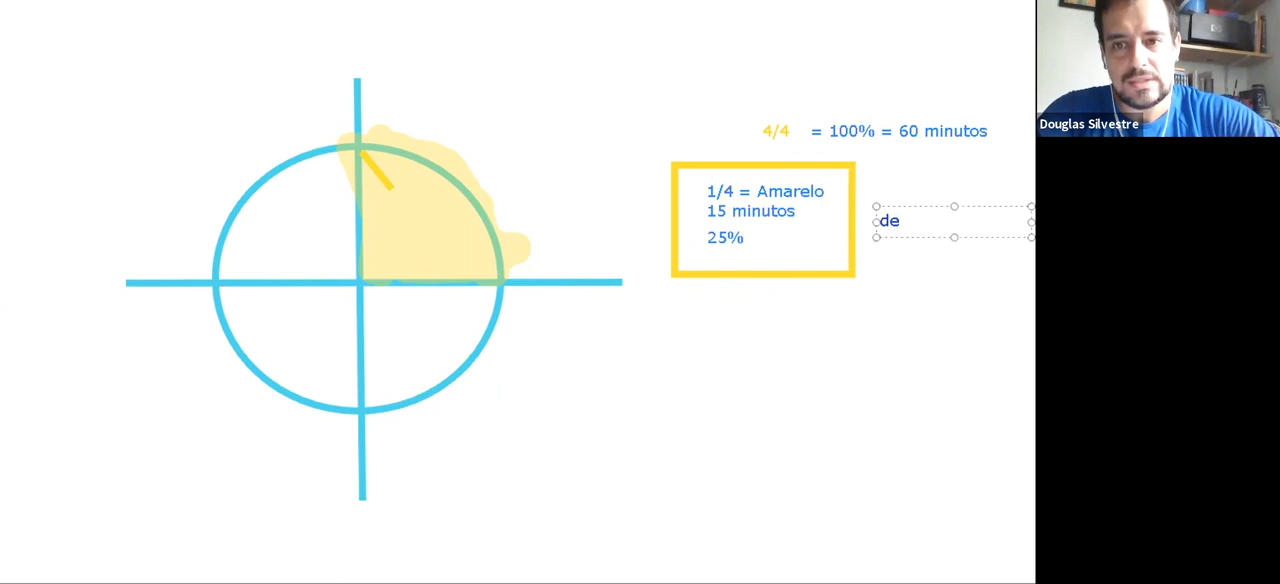 4/4 = 100% = 60 minutos
1/4 = Amarelo
15 minutos
25%
de
Douglas Silvestre